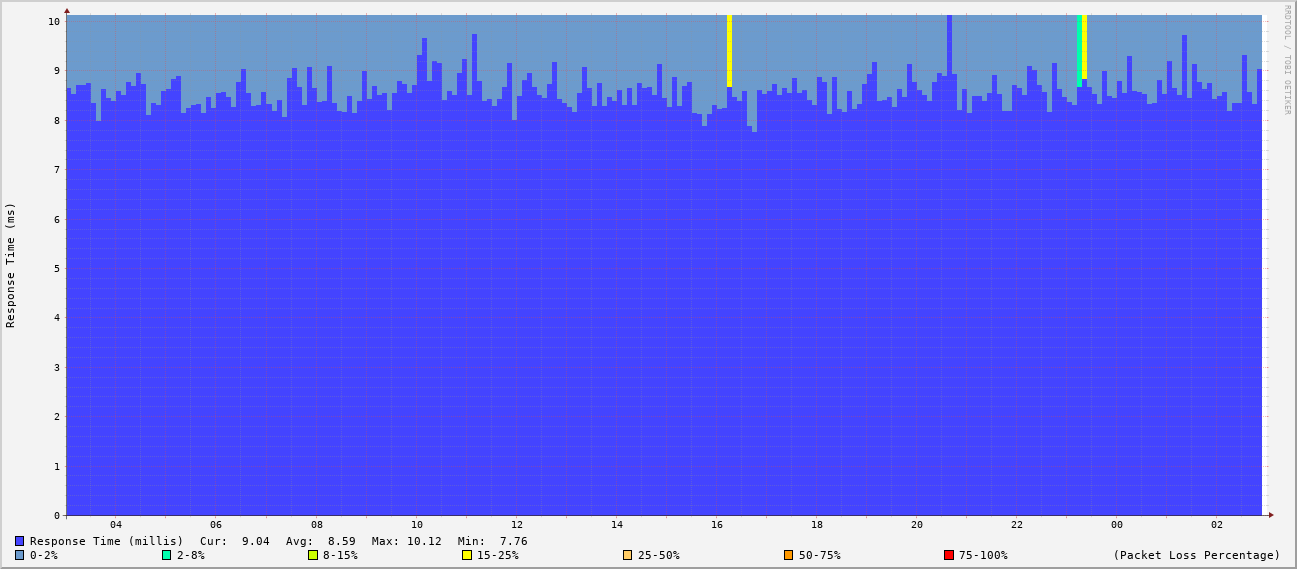 RRDTOOL / TOBI OETIKER
Response Time (ms)
10
9
8
7
6
5
4
3
2
1
0
04 06 08 10 12 14 16 18 20 22 00 02
Response Time (millis) Cur: 9.04 Avg: 8.59 Max: 10.12 Min: 7.76
0-2% 2-8% 8-15% 15-25% 25-50% 50-75% 75-100% (Packet Loss Percentage)